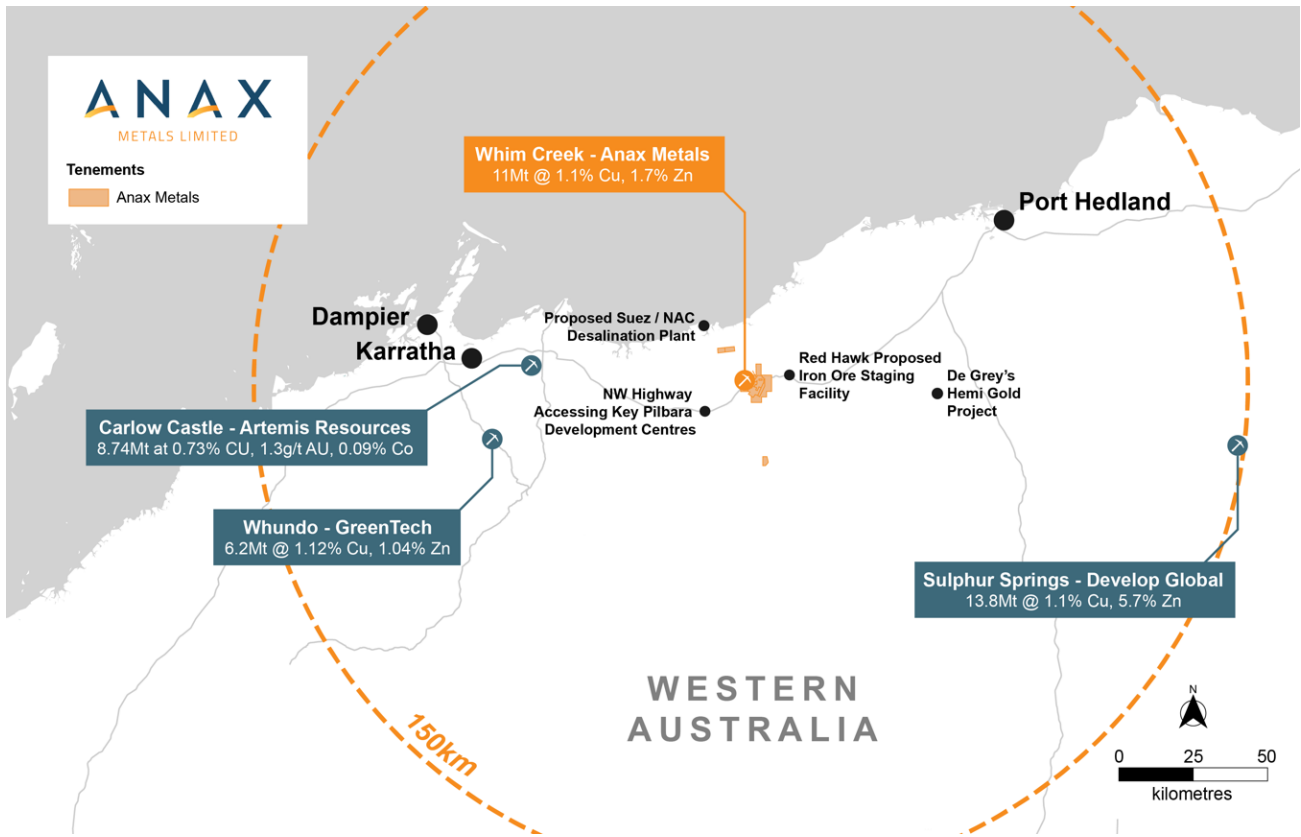 ANAX
METALS LIMITED
Tenements
Anax Metals
Whim Creek - Anax Metals
11Mt @ 1.1% Cu, 1.7% Zn
Port Hedland
Dampier
Karratha
Proposed Suez / NAC
Desalination Plant
Red Hawk Proposed
Iron Ore Staging
Facility
De Grey's
Hemi Gold
Project
NW Highway
Accessing Key Pilbara
Development Centres
Carlow Castle - Artemis Resources
8.74Mt at 0.73% CU, 1.3g/t AU, 0.09% Co
Whundo - GreenTech
6.2Mt @ 1.12% Cu, 1.04% Zn
Sulphur Springs - Develop Global
13.8Mt @ 1.1% Cu, 5.7% Zn
WESTERN
AUSTRALIA
150km
N
0 25 50
kilometres